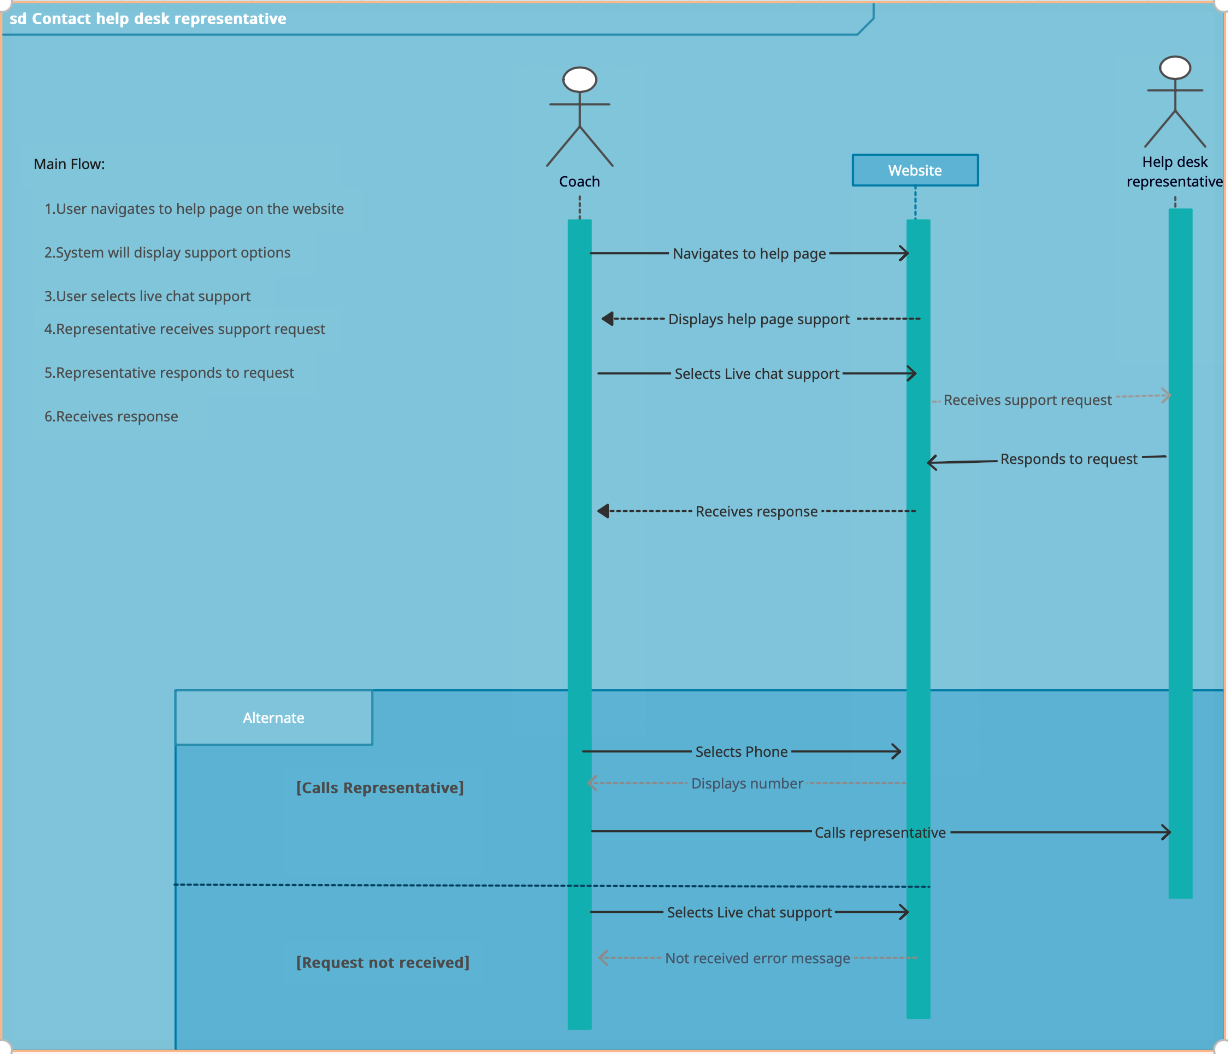 sd Contact help desk representative
Help desk
representative
Coach
Website
Main Flow:
1.User navigates to help page on the website
2.System will display support options
3.User selects live chat support
4.Representative receives support request
5.Representative responds to request
6.Receives response
Navigates to help page
Displays help page support
Selects Live chat support
Receives support request
Responds to request
Receives response
Alternate
Selects Phone
Displays number
[Calls Representative]
Calls representative
Selects Live chat support
Not received error message
[Request not received]